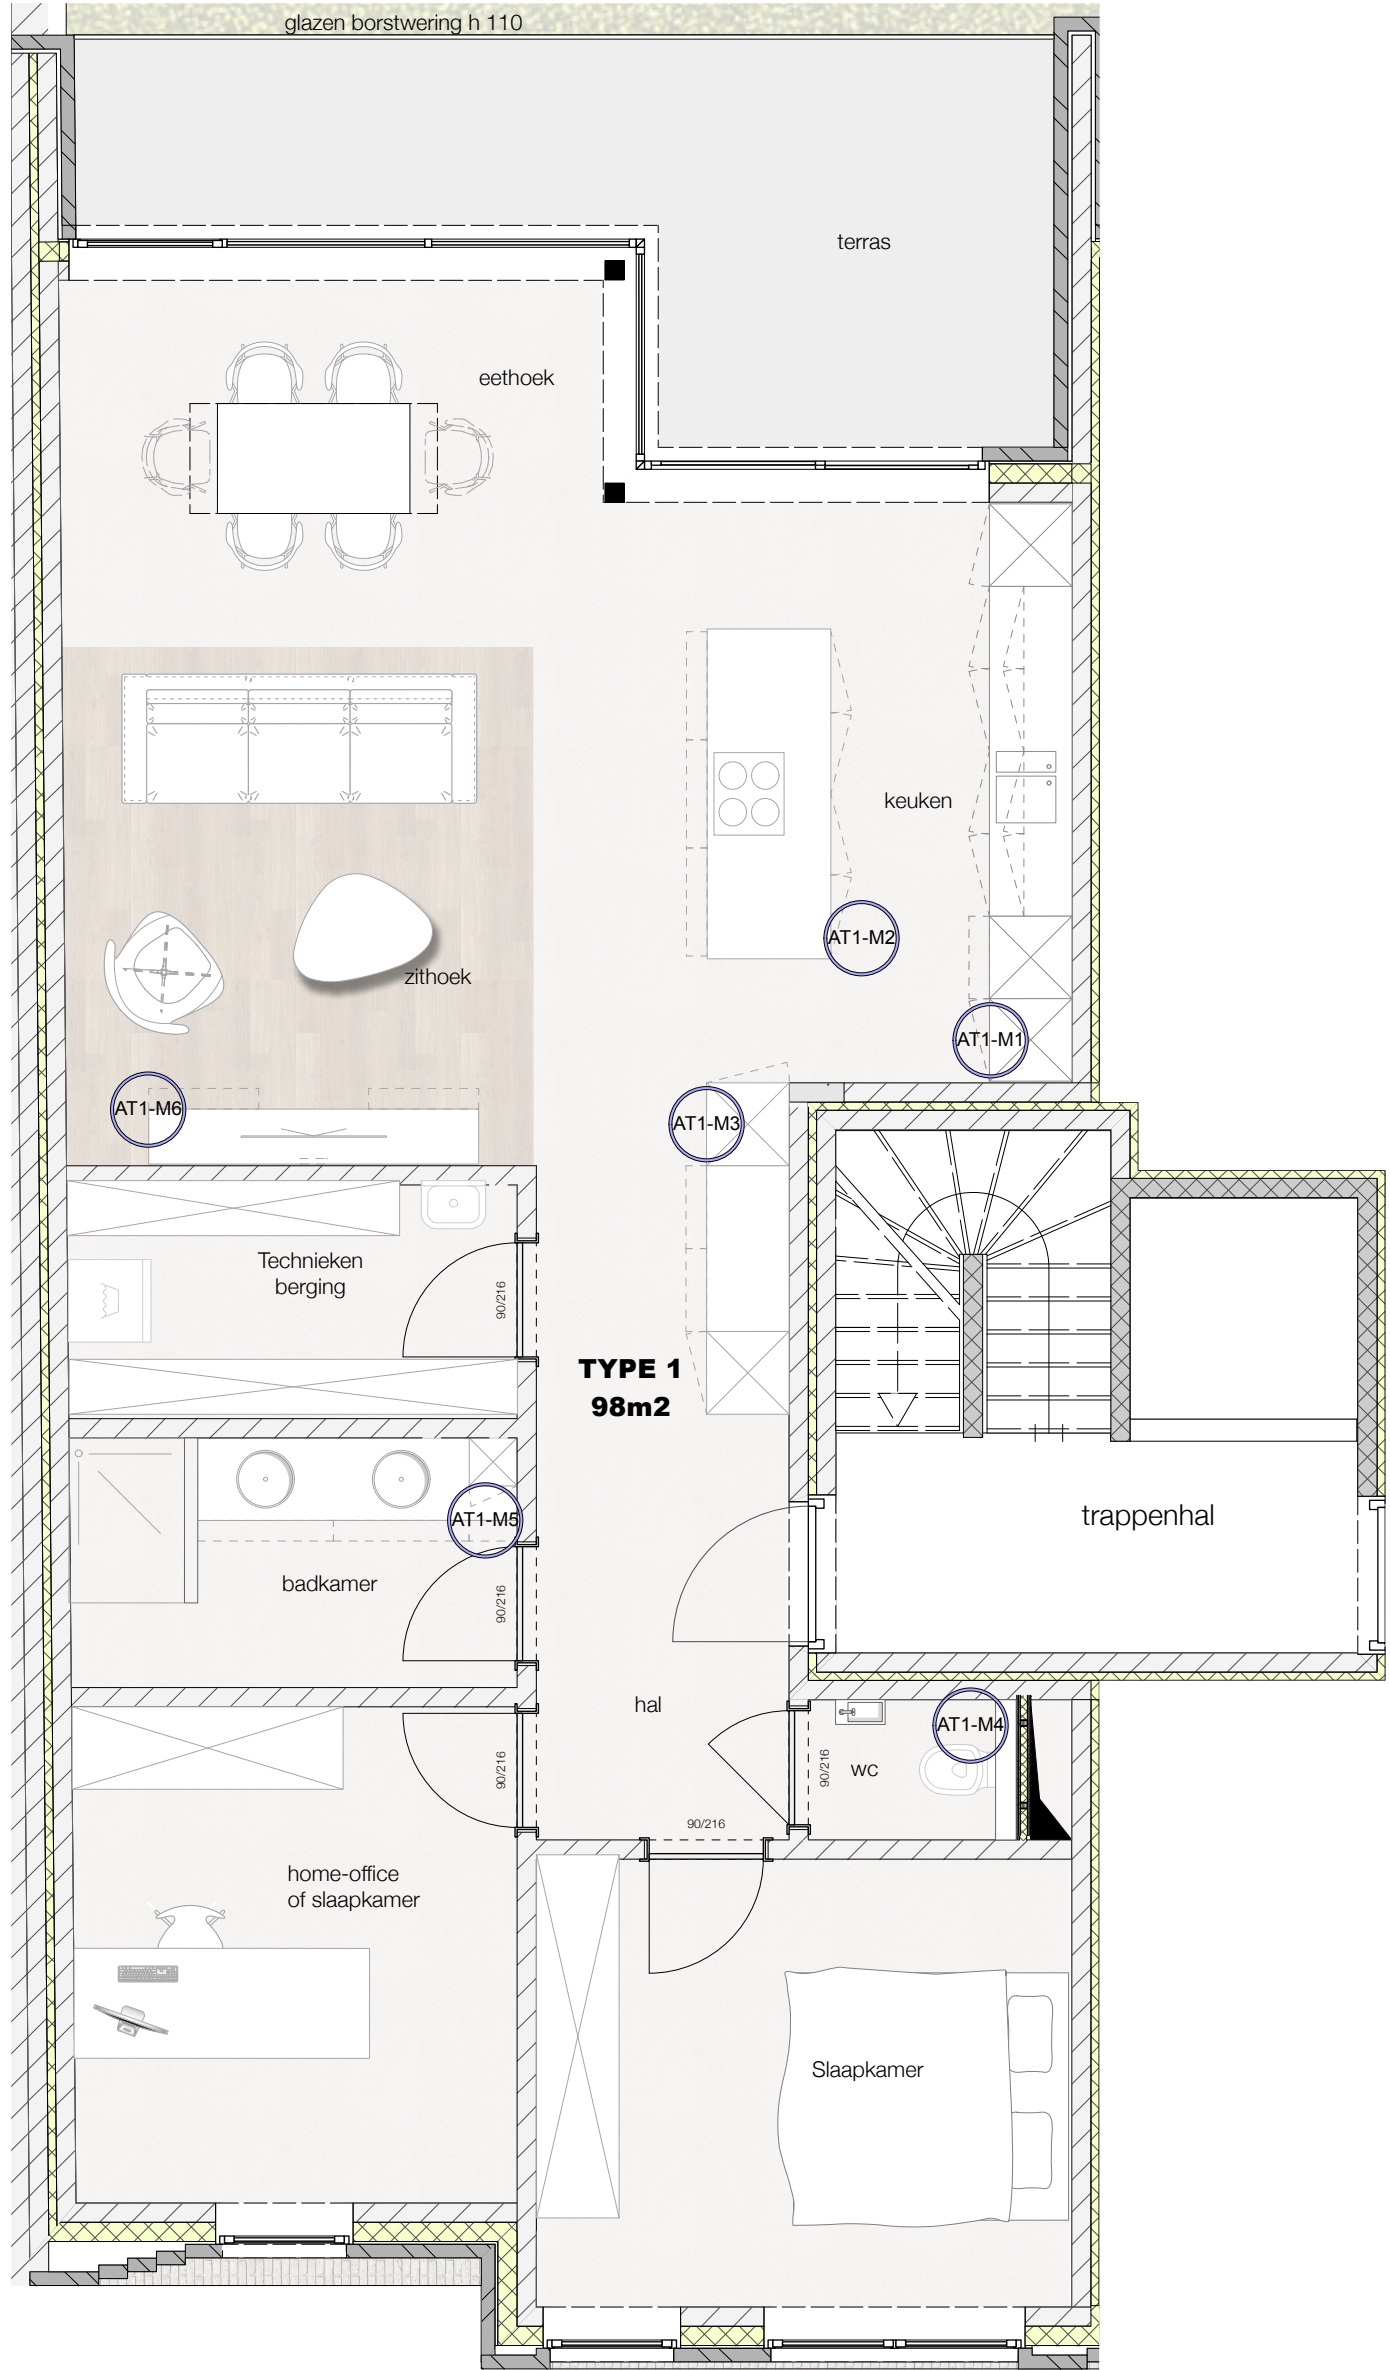 glazen borstwering h 110
terras
eethoek
keuken
AT1-M2
zithoek
AT1-M1
AT1-M6
AT1-M3
Technieken
berging
90/216
TYPE 1
98m2
trappenhal
AT1-M5
badkamer
90/216
hal
AT1-M4
90/216
90/216
WC
90/216
home-office
of slaapkamer
Slaapkamer